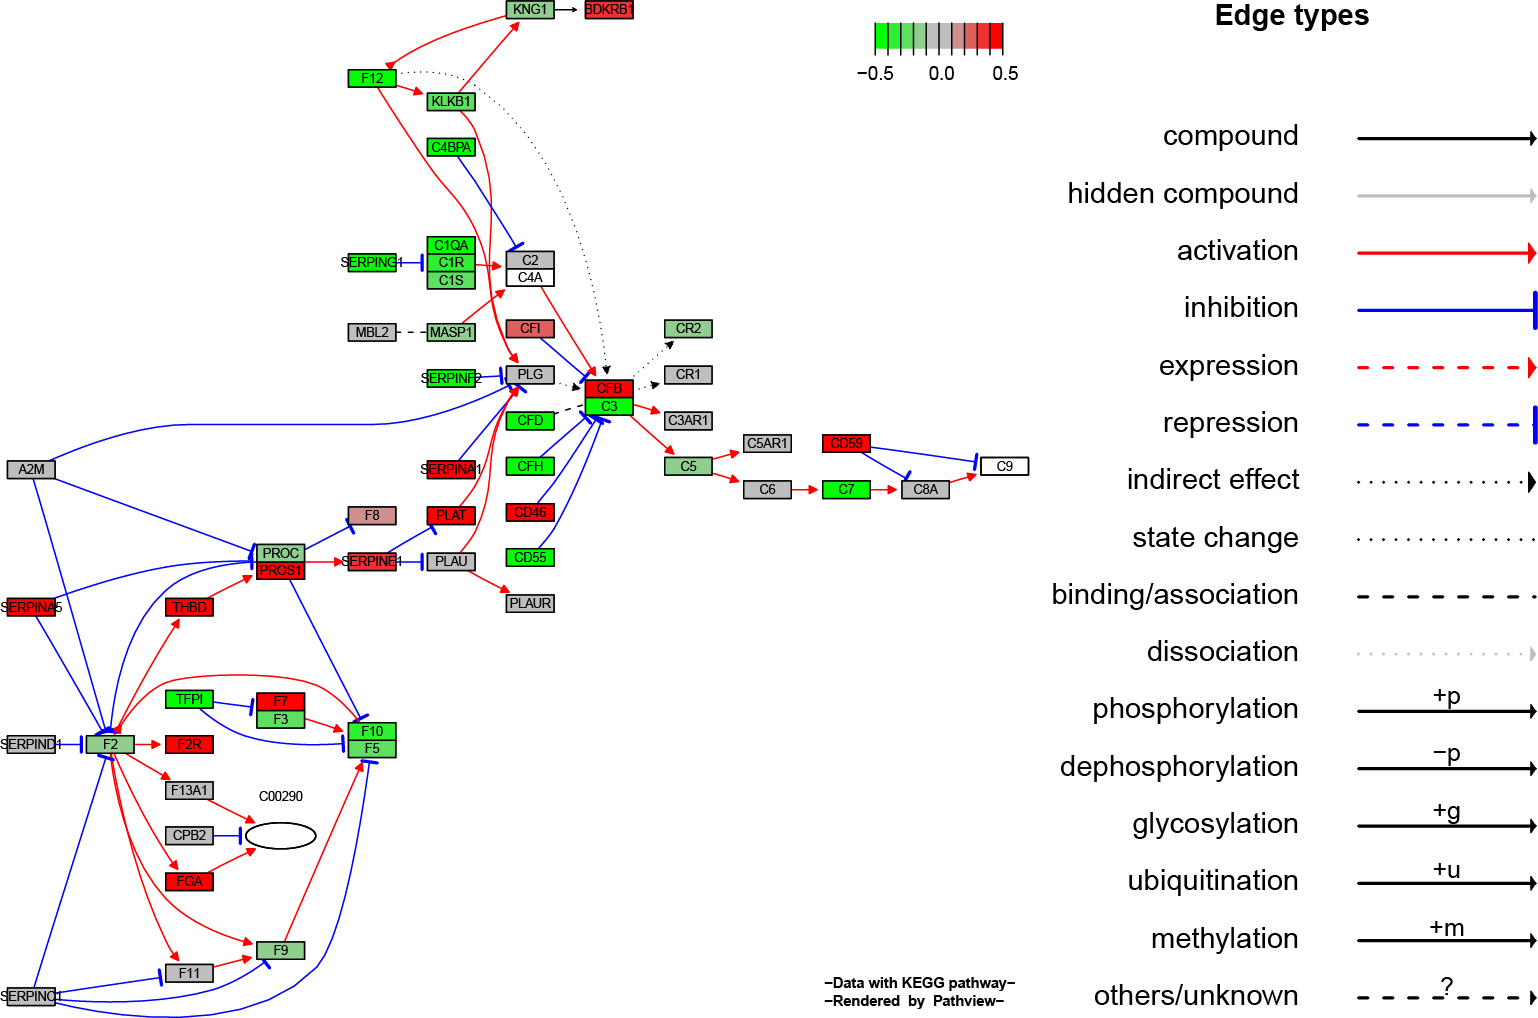 KNG1
BDKRB1
F12
KLKB1
C4BPA
SERPING1
C1QA
C1R
C1S
C2
C4A
MBL2
MASP1
CFI
CR2
SERPINF2
PLG
CR1
CFB
C3
CFD
C3AR1
A2M
SERPINA1
CFH
C5
C5AR1
CD59
C9
C6
C7
C8A
F8
PLAT
CD46
PROC
PROS1
SERPINE1
PLAU
CD55
SERPINA5
THBD
PLAUR
TFPI
F7
F3
F10
F5
SERPIND1
F2
F2R
F13A1
C00290
CPB2
FGA
F9
F11
SERPINC1
−0.5 0.0 0.5
−Data with KEGG pathway−
−Rendered by Pathview−
Edge types
compound
hidden compound
activation
inhibition
expression
repression
indirect effect
state change
binding/association
dissociation
phosphorylation +p
dephosphorylation −p
glycosylation +g
ubiquitination +u
methylation +m
others/unknown ?